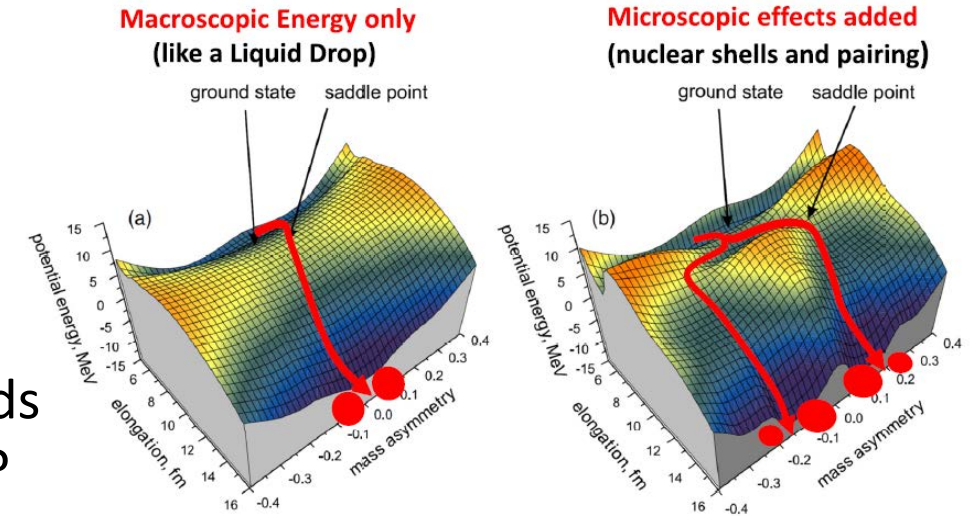 Macroscopic Energy only
(like a Liquid Drop)
ground state
saddle point
(a)
15
10
5
0
-5
-10
-15
potential energy, MeV
6
8
10
12
14
16
elongation, fm
-0.4
-0.3
-0.2
-0.1
0.0
0.1
0.2
0.3
0.4
mass asymmetry
Microscopic effects added
(nuclear shells and pairing)
ground state
saddle point
(b)
15
10
5
0
-5
-10
-15
potential energy, MeV
6
8
10
12
14
16
elongation, fm
-0.4
-0.3
-0.2
-0.1
0.0
0.1
0.2
0.3
0.4
mass asymmetry
ds